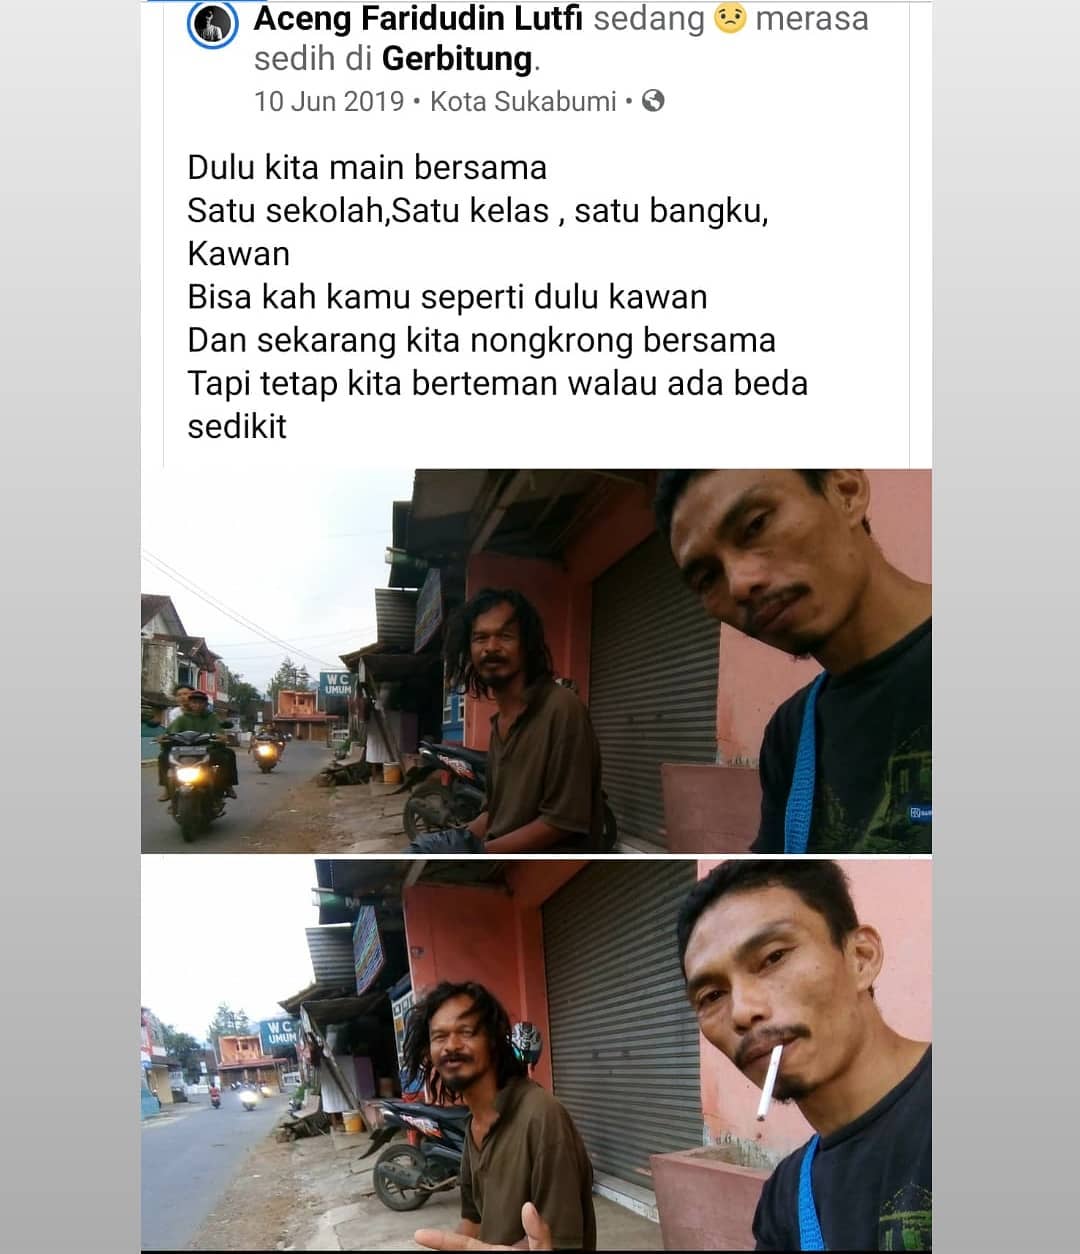 Aceng Faridudin Lutfi sedang 😟 merasa
sedih di Gerbitung.
10 Jun 2019 • Kota Sukabumi •
Dulu kita main bersama
Satu sekolah,Satu kelas , satu bangku,
Kawan
Bisa kah kamu seperti dulu kawan
Dan sekarang kita nongkrong bersama
Tapi tetap kita berteman walau ada beda
sedikit
WC
UMUM
WC
UMUM